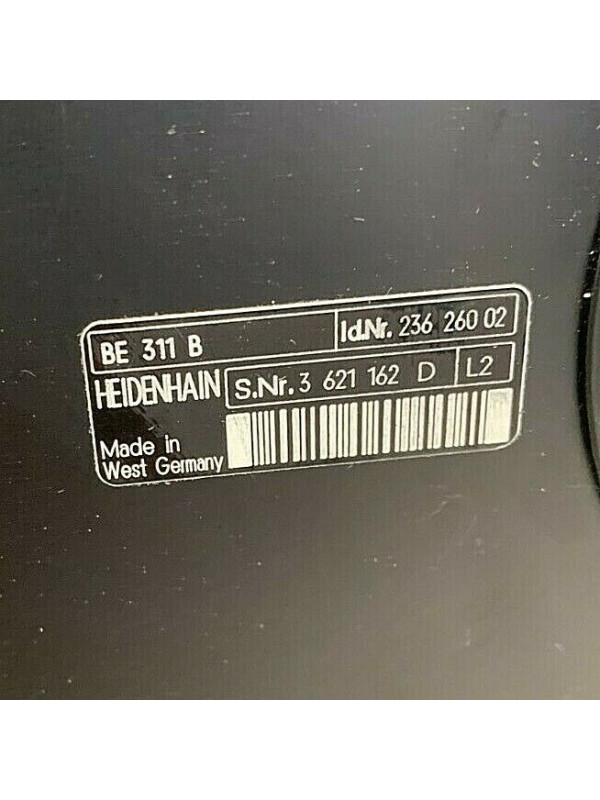 BE 311 B Id.Nr. 236 260 02
HEIDENHAIN S.Nr. 3 621 162 D L2
Made in
West Germany